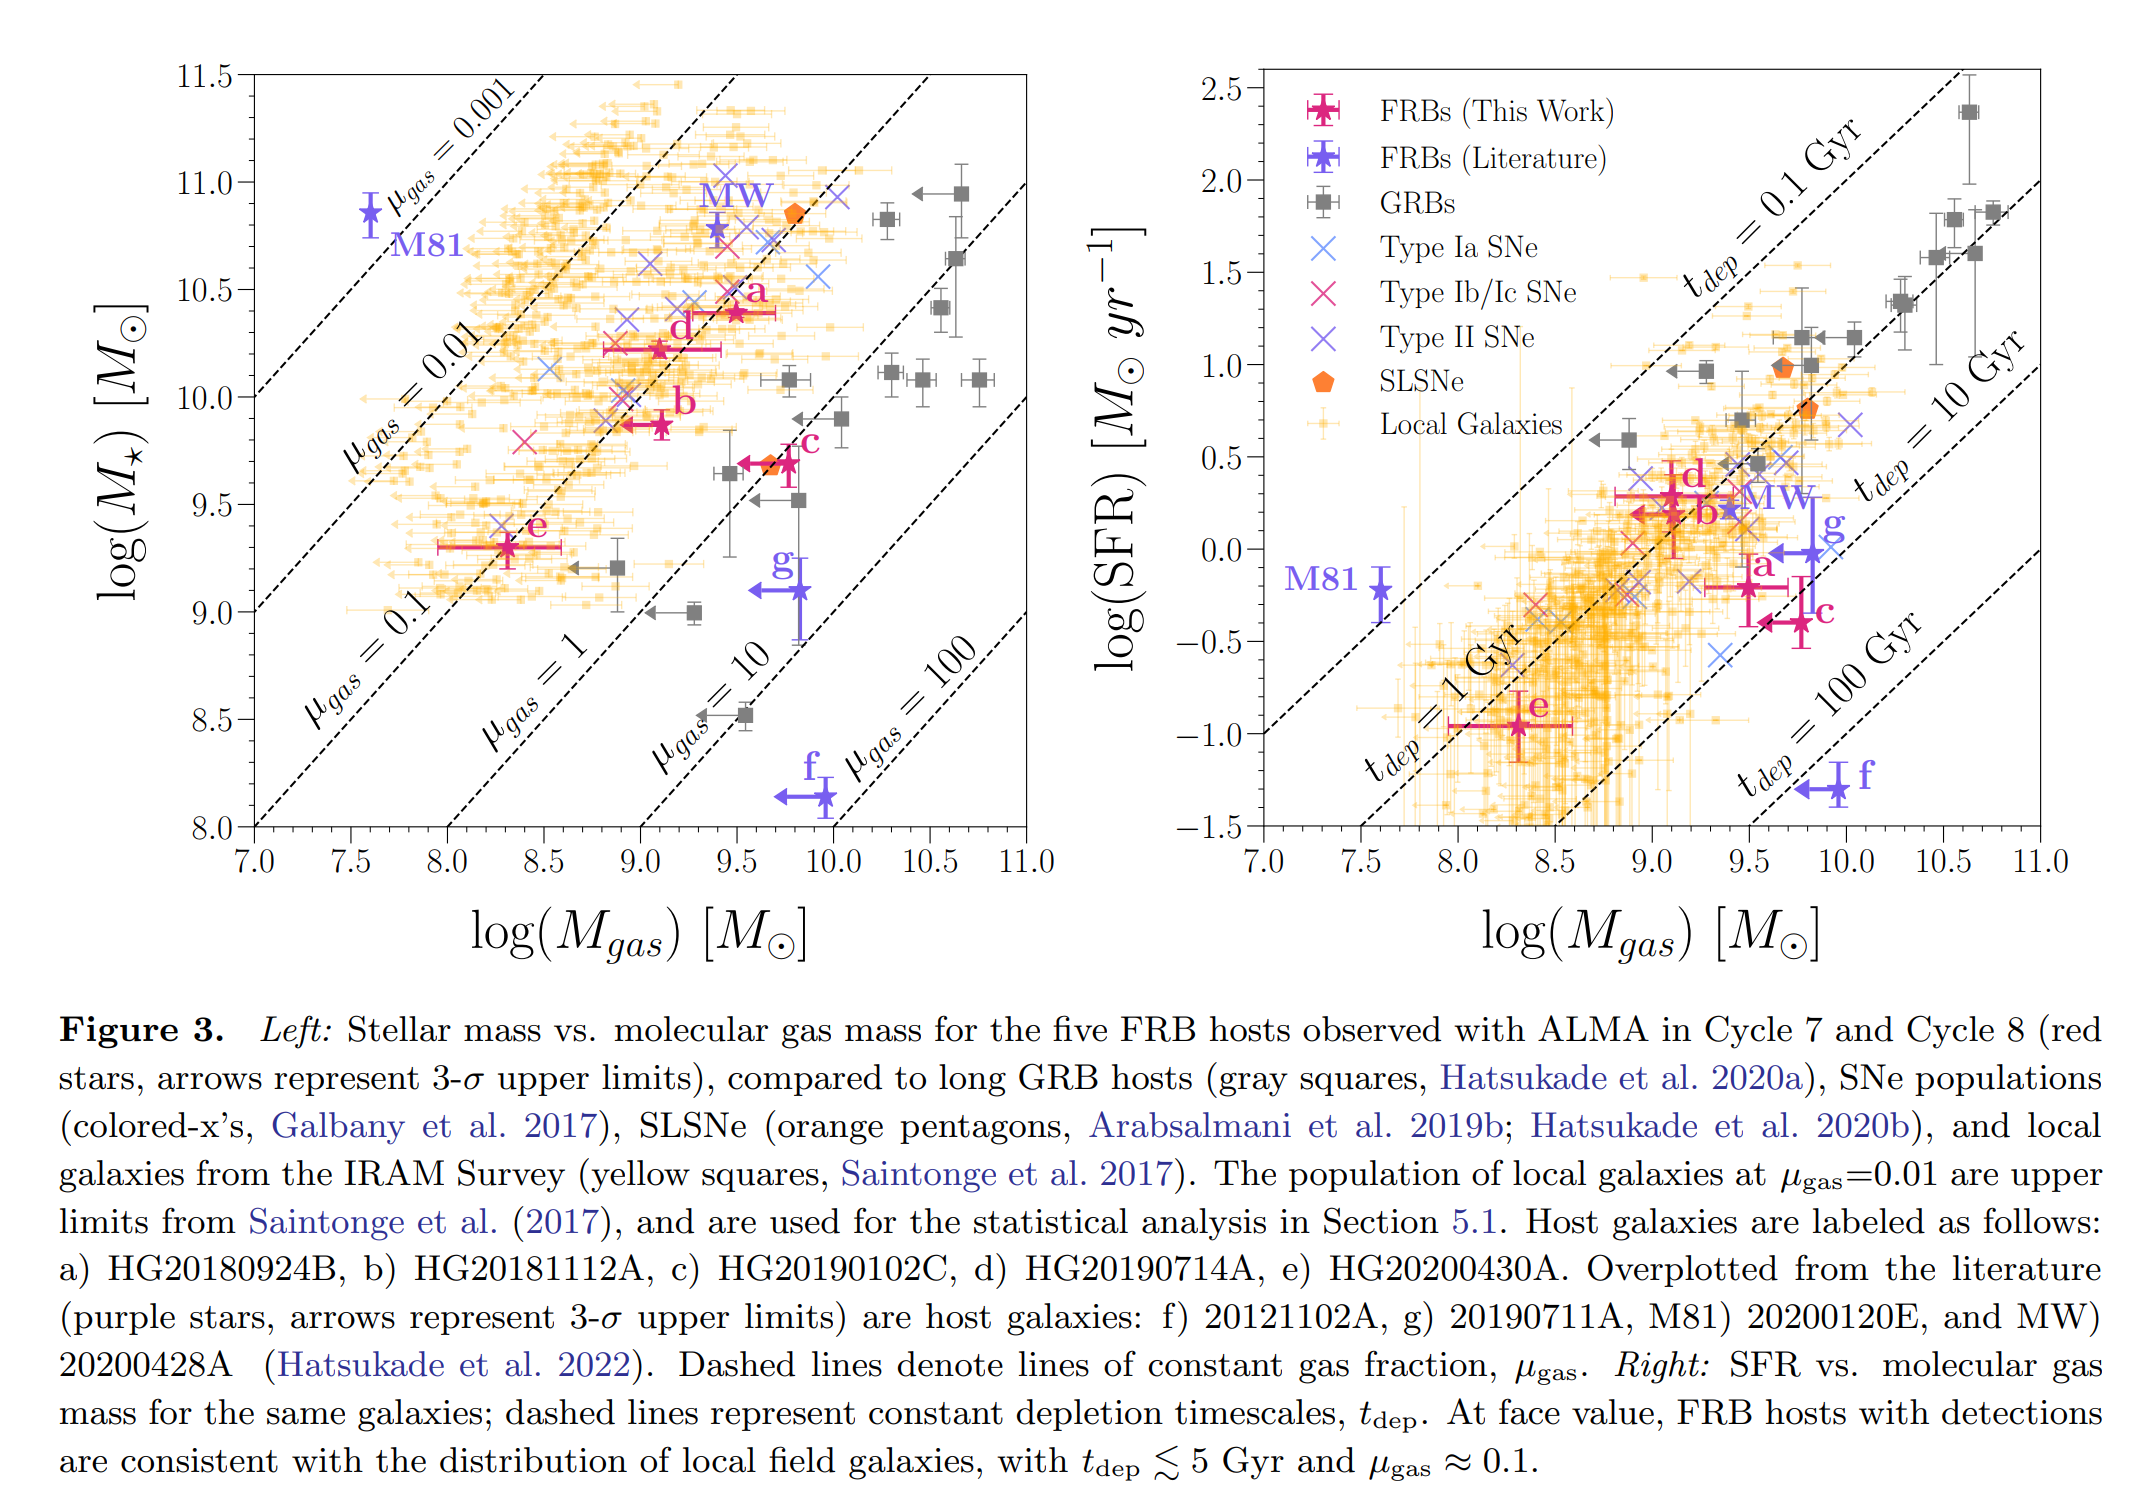 11.5
11.0
10.5
10.0
9.5
9.0
8.5
8.0
7.0 7.5 8.0 8.5 9.0 9.5 10.0 10.5 11.0
log(M⋆) [M⊙]
log(Mgas) [M⊙]
μgas = 0.001
μgas = 0.01
μgas = 0.1
μgas = 1
μgas = 10
μgas = 100
M81
MW
a
d
b
c
e
g
f
2.5
2.0
1.5
1.0
0.5
0.0
−0.5
−1.0
−1.5
7.0 7.5 8.0 8.5 9.0 9.5 10.0 10.5 11.0
log(SFR) [M⊙ yr−1]
log(Mgas) [M⊙]
FRBs (This Work)
FRBs (Literature)
GRBs
Type Ia SNe
Type Ib/Ic SNe
Type II SNe
SLSNe
Local Galaxies
tdep = 0.1 Gyr
tdep = 10 Gyr
tdep = 1 Gyr
tdep = 100 Gyr
d
MW
b
g
M81
a
c
e
f
Figure 3. Left: Stellar mass vs. molecular gas mass for the five FRB hosts observed with ALMA in Cycle 7 and Cycle 8 (red
stars, arrows represent 3-σ upper limits), compared to long GRB hosts (gray squares, Hatsukade et al. 2020a), SNe populations
(colored-x's, Galbany et al. 2017), SLSNe (orange pentagons, Arabsalmani et al. 2019b; Hatsukade et al. 2020b), and local
galaxies from the IRAM Survey (yellow squares, Saintonge et al. 2017). The population of local galaxies at μgas=0.01 are upper
limits from Saintonge et al. (2017), and are used for the statistical analysis in Section 5.1. Host galaxies are labeled as follows:
a) HG20180924B, b) HG20181112A, c) HG20190102C, d) HG20190714A, e) HG20200430A. Overplotted from the literature
(purple stars, arrows represent 3-σ upper limits) are host galaxies: f) 20121102A, g) 20190711A, M81) 20200120E, and MW)
20200428A (Hatsukade et al. 2022). Dashed lines denote lines of constant gas fraction, μgas. Right: SFR vs. molecular gas
mass for the same galaxies; dashed lines represent constant depletion timescales, tdep. At face value, FRB hosts with detections
are consistent with the distribution of local field galaxies, with tdep ≲ 5 Gyr and μgas ≈ 0.1.